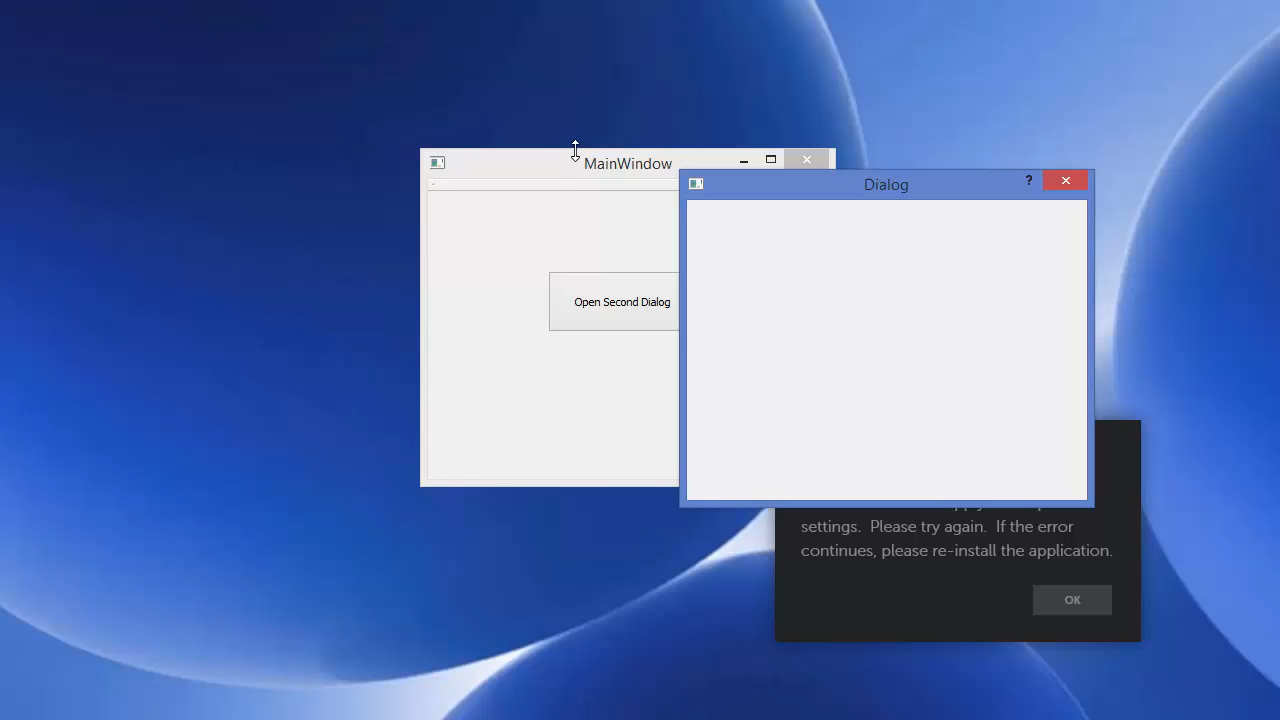 MainWindow
Dialog
?
Open Second Dialog
settings. Please try again. If the error
continues, please re-install the application.
OK